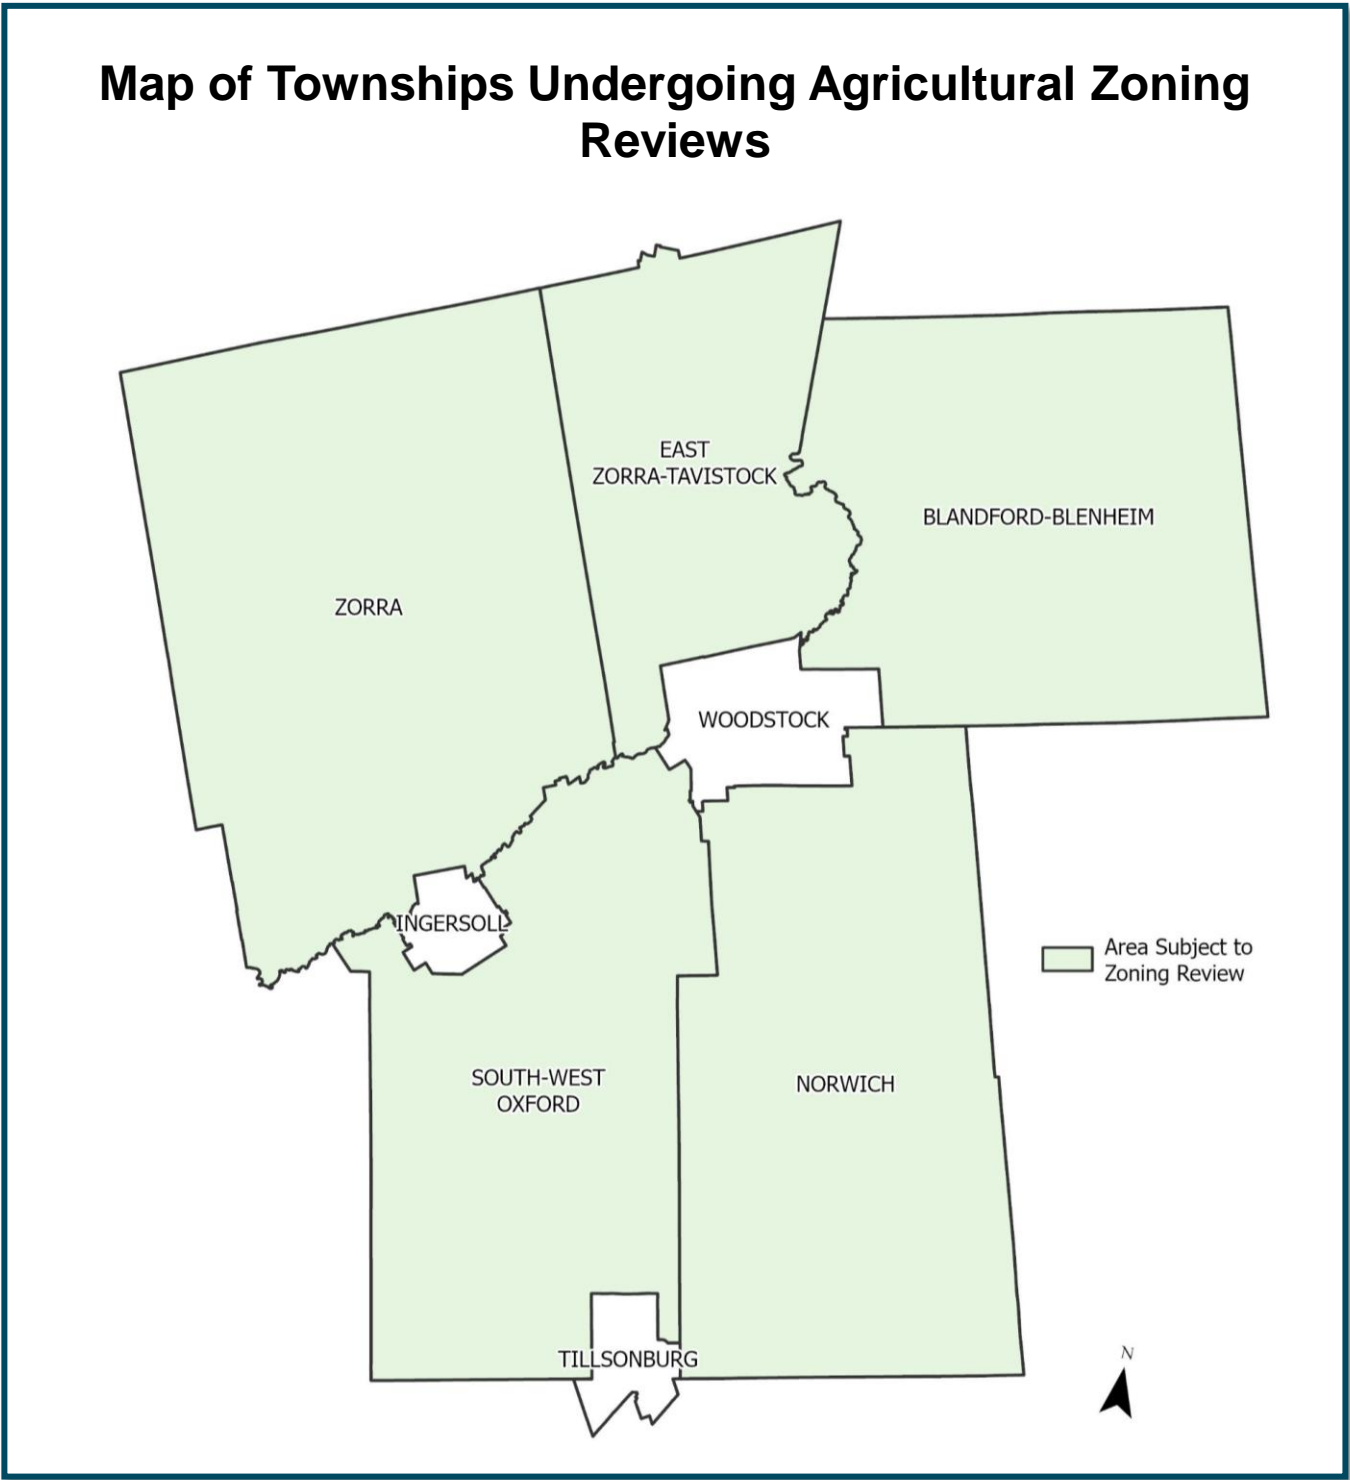 Map of Townships Undergoing Agricultural Zoning
Reviews
EAST
ZORRA-TAVISTOCK
BLANDFORD-BLENHEIM
ZORRA
WOODSTOCK
INGERSOLL
Area Subject to
Zoning Review
SOUTH-WEST
OXFORD
NORWICH
TILLSONBURG
N